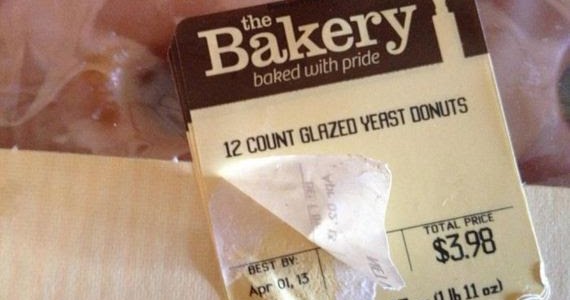 the
Bakery
baked with pride
12 COUNT GLAZED YEAST DONUTS
TOTAL PRICE
$3.98
BEST BY:
Apr 01, 13
(1 lb 11 oz)